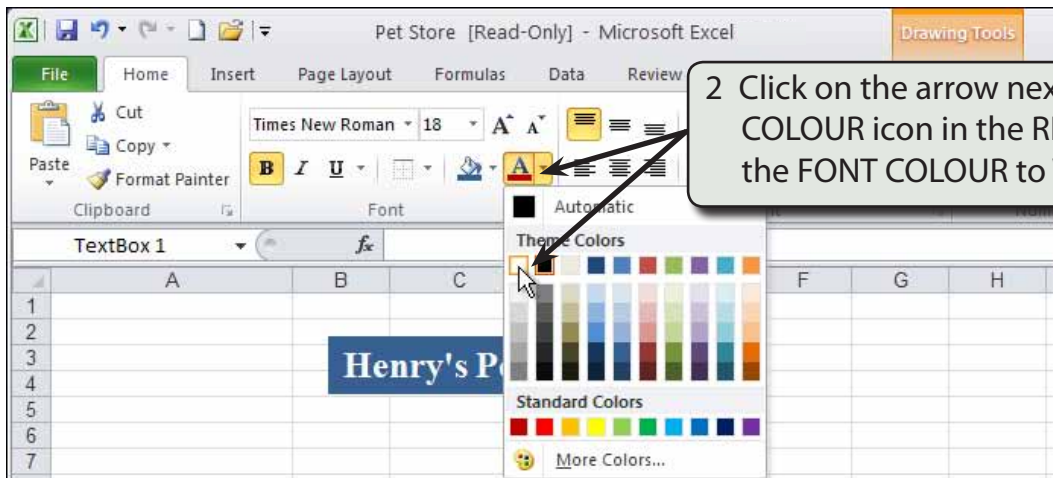 Pet Store [Read-Only] - Microsoft Excel
Drawing Tools
File Home Insert Page Layout Formulas Data Review
2 Click on the arrow
COLOUR icon in the
the FONT COLOUR to
Cut
Copy
Format Painter
Paste
Clipboard
Times New Roman 18 A A
B I U A
Font
Automatic
TextBox 1 fx
Theme Colors
A B C F G H
1
2
3
4
5
6
7
Henry's
Standard Colors
More Colors...